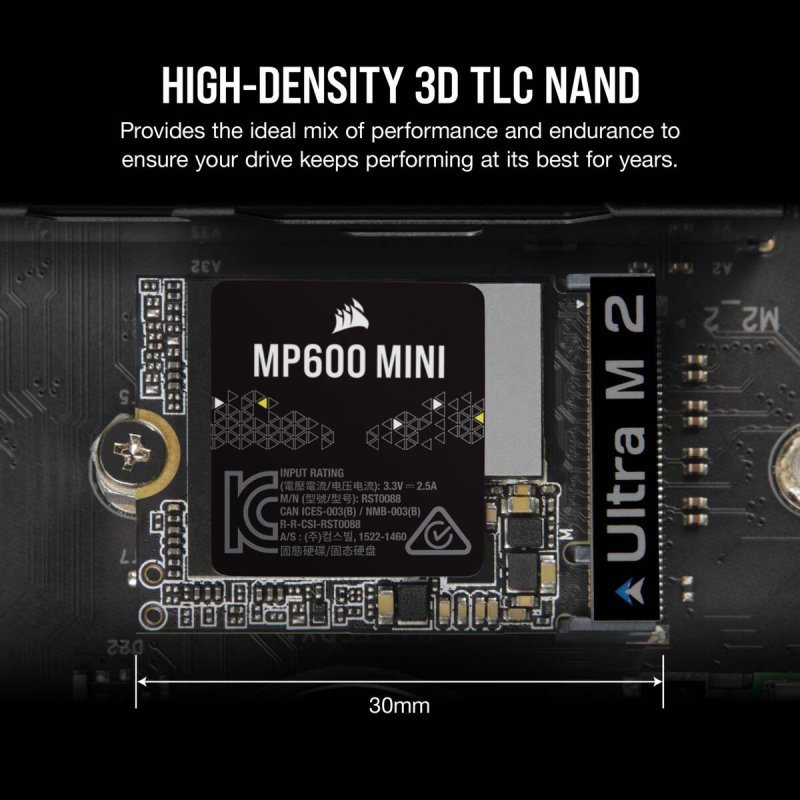 HIGH-DENSITY 3D TLC NAND
Provides the ideal mix of performance and endurance to
ensure your drive keeps performing at its best for years.
A32
A2
M2_2
MP600 MINI
Ultra M 2
INPUT RATING
(電壓電流/电压电流): 3.3V ⎓ 2.5A
M/N (型號/型号): RST0088
CAN ICES-003(B) / NMB-003(B)
R-R-CSI-RST0088
A/S : (주)컴스빌, 1522-1460
固態硬碟/固态硬盘
M
D22
30mm